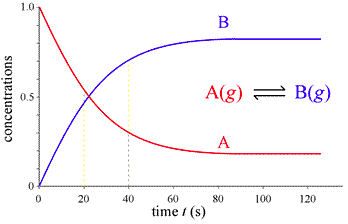 concentrations
1.0
0.5
0
B
A(g) ⇌ B(g)
A
0 20 40 60 80 100 120
time t (s)